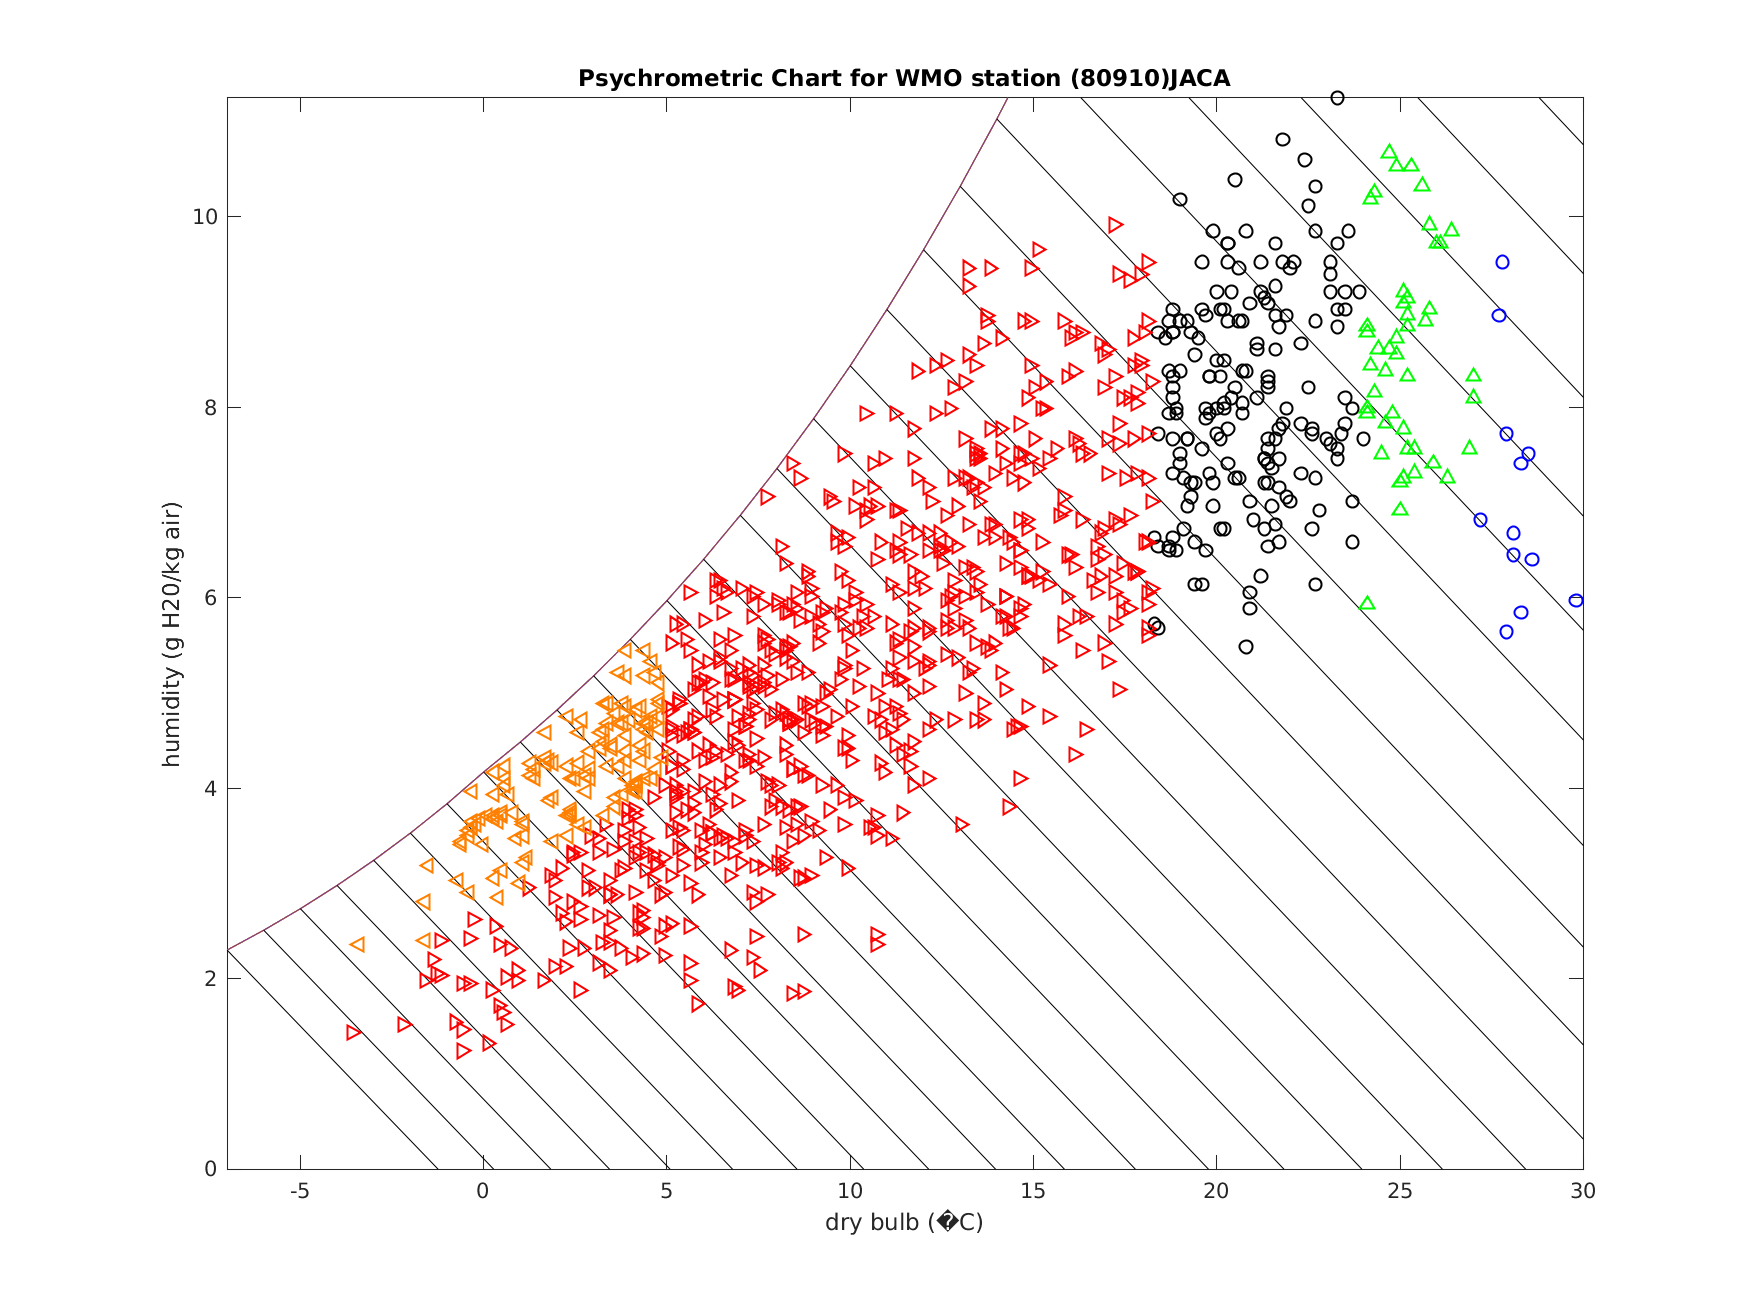 Psychrometric Chart for WMO station (80910)JACA
humidity (g H20/kg air)
10
8
6
4
2
0
-5 0 5 10 15 20 25 30
dry bulb (�C)